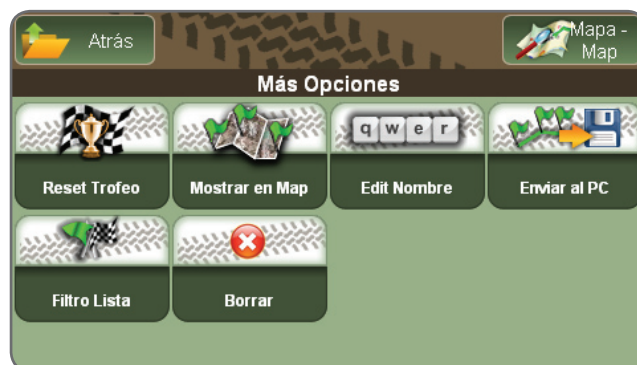 Atrás
Mapa -
Map
Más Opciones
Reset Trofeo
Mostrar en Map
q w e r
Edit Nombre
Enviar al PC
Filtro Lista
Borrar